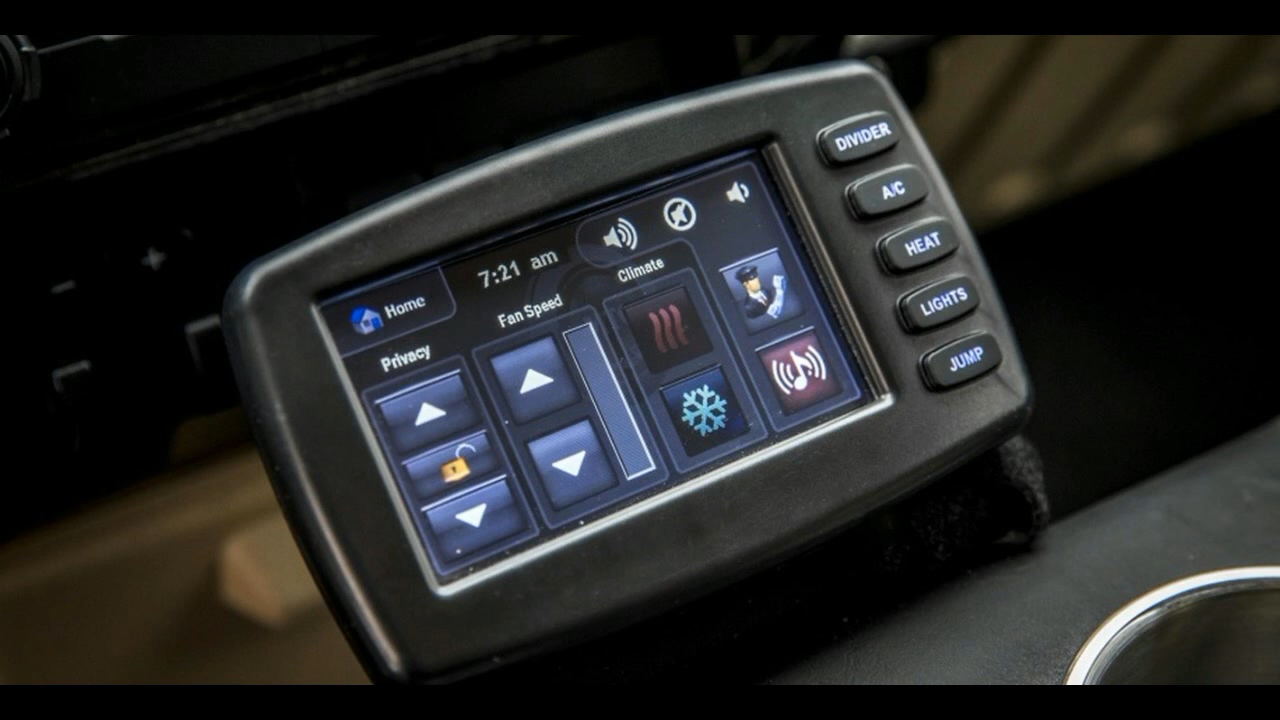 7:21 am
Home
Privacy
Fan Speed
Climate
DIVIDER
A/C
HEAT
LIGHTS
JUMP